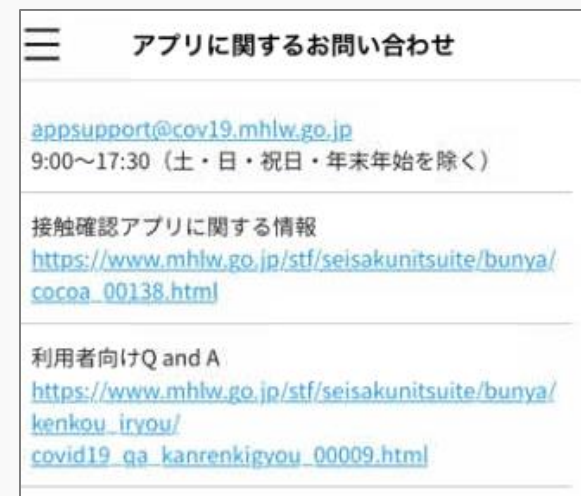 アプリに関するお問い合わせ
appsupport@cov19.mhlw.go.jp
9:00～17:30（土・日・祝日・年末年始を除く）
接触確認アプリに関する情報
https://www.mhlw.go.jp/stf/seisakunitsuite/bunya/
cocoa_00138.html
利用者向けQ and A
https://www.mhlw.go.jp/stf/seisakunitsuite/bunya/
kenkou_iryou/
covid19_qa_kanrenkigyou_00009.html